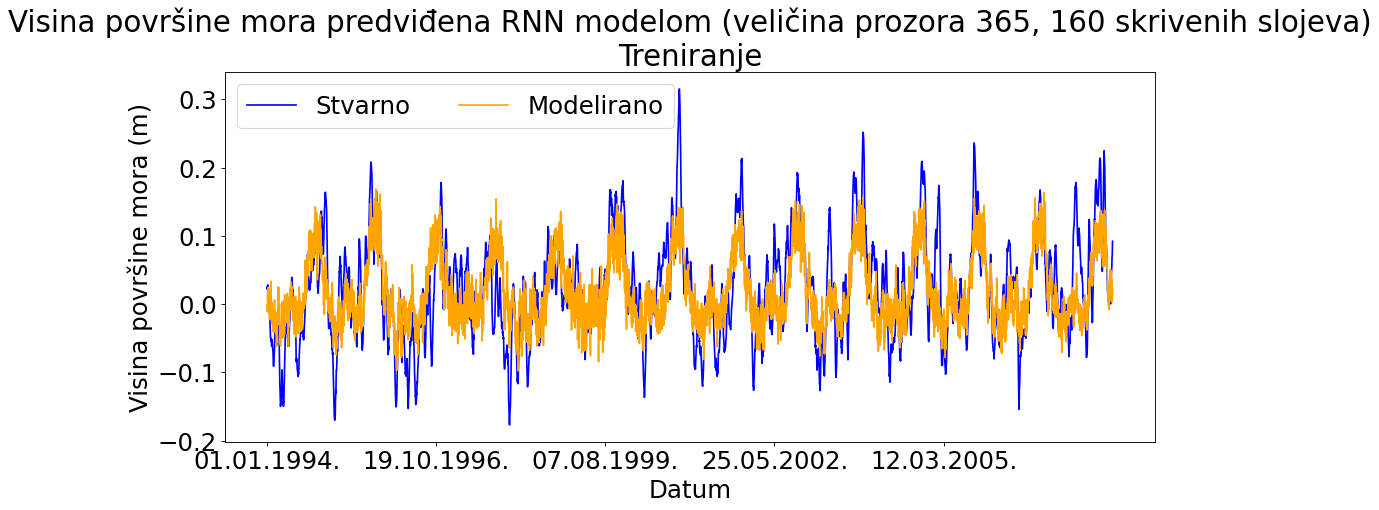 Visina površine mora predviđena RNN modelom (veličina prozora 365, 160 skrivenih slojeva)
Treniranje
Stvarno
Modelirano
Visina površine mora (m)
0.3
0.2
0.1
0.0
−0.1
−0.2
01.01.1994.
19.10.1996.
07.08.1999.
25.05.2002.
12.03.2005.
Datum